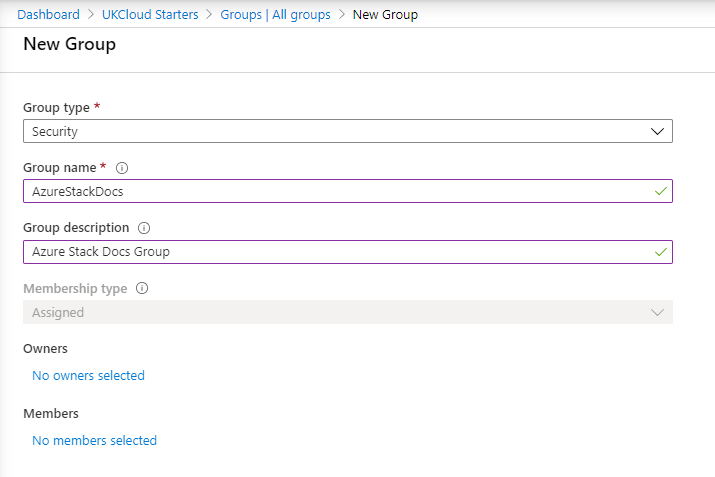 Dashboard > UKCloud Starters > Groups | All groups > New Group
New Group
Group type *
Security
Group name *
AzureStackDocs
Group description
Azure Stack Docs Group
Membership type
Assigned
Owners
No owners selected
Members
No members selected